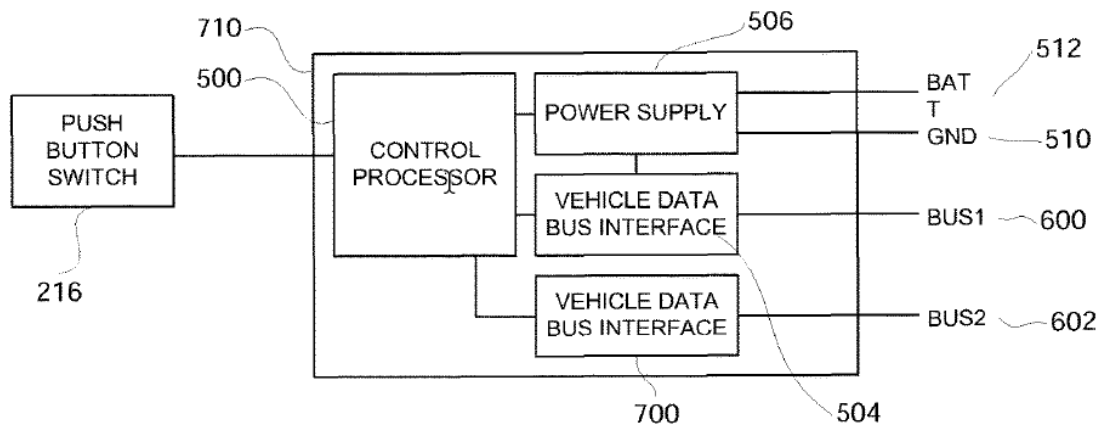 710
506
512
500
BAT
T
PUSH
BUTTON
SWITCH
POWER SUPPLY
GND
510
CONTROL
PROCESSOR
VEHICLE DATA
BUS INTERFACE
BUS1
600
216
VEHICLE DATA
BUS INTERFACE
BUS2
602
700
504